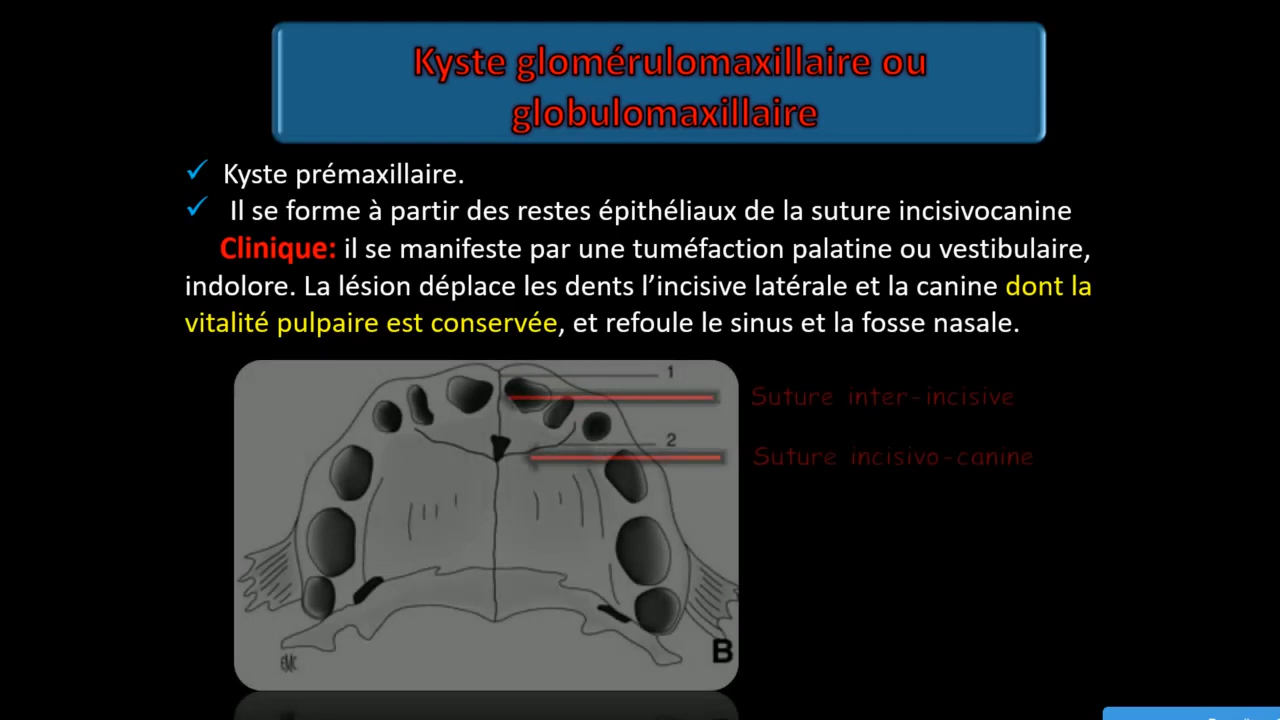 Kyste glomérulomaxillaire ou
globulomaxillaire
✓ Kyste prémaxillaire.
✓ Il se forme à partir des restes épithéliaux de la suture incisivocanine
Clinique: il se manifeste par une tuméfaction palatine ou vestibulaire,
indolore. La lésion déplace les dents l’incisive latérale et la canine dont la
vitalité pulpaire est conservée, et refoule le sinus et la fosse nasale.
1
Suture inter-incisive
2
Suture incisivo-canine
B
EMC